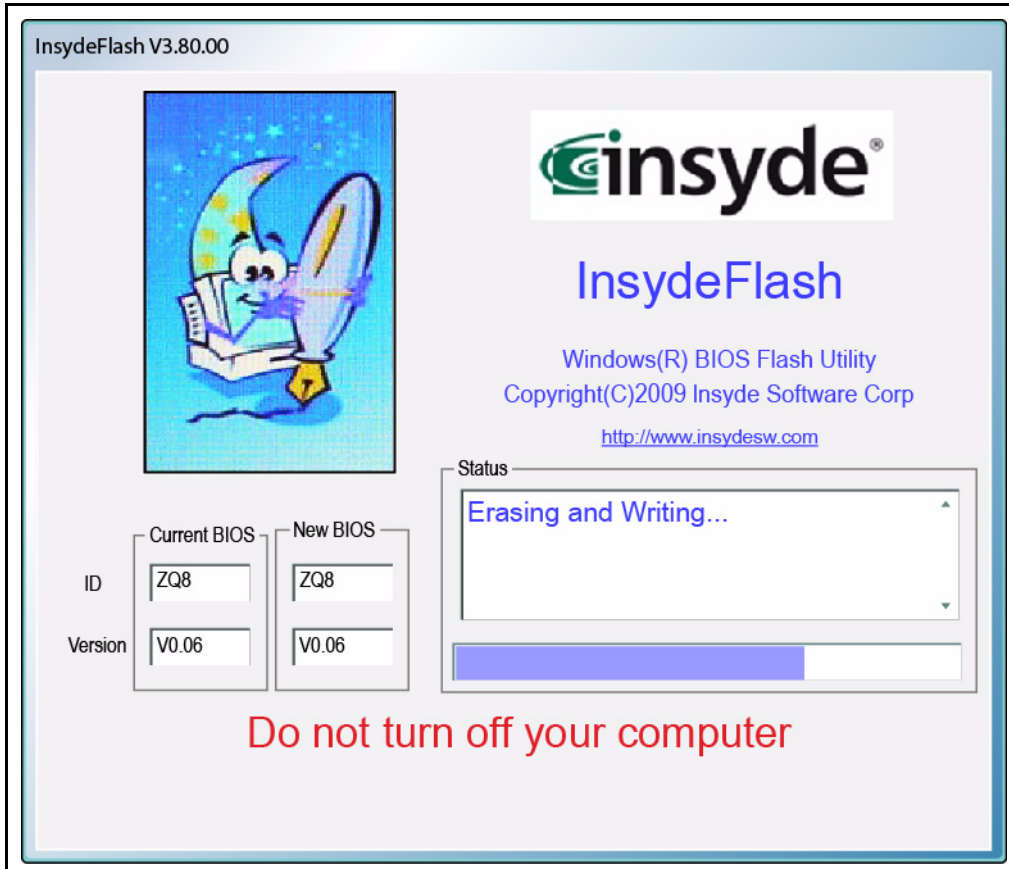 InsydeFlash V3.80.00
insyde®
InsydeFlash
Windows(R) BIOS Flash Utility
Copyright(C)2009 Insyde Software Corp
http://www.insydesw.com
Status
Erasing and Writing...
Current BIOS New BIOS
ID ZQ8 ZQ8
Version V0.06 V0.06
Do not turn off your computer